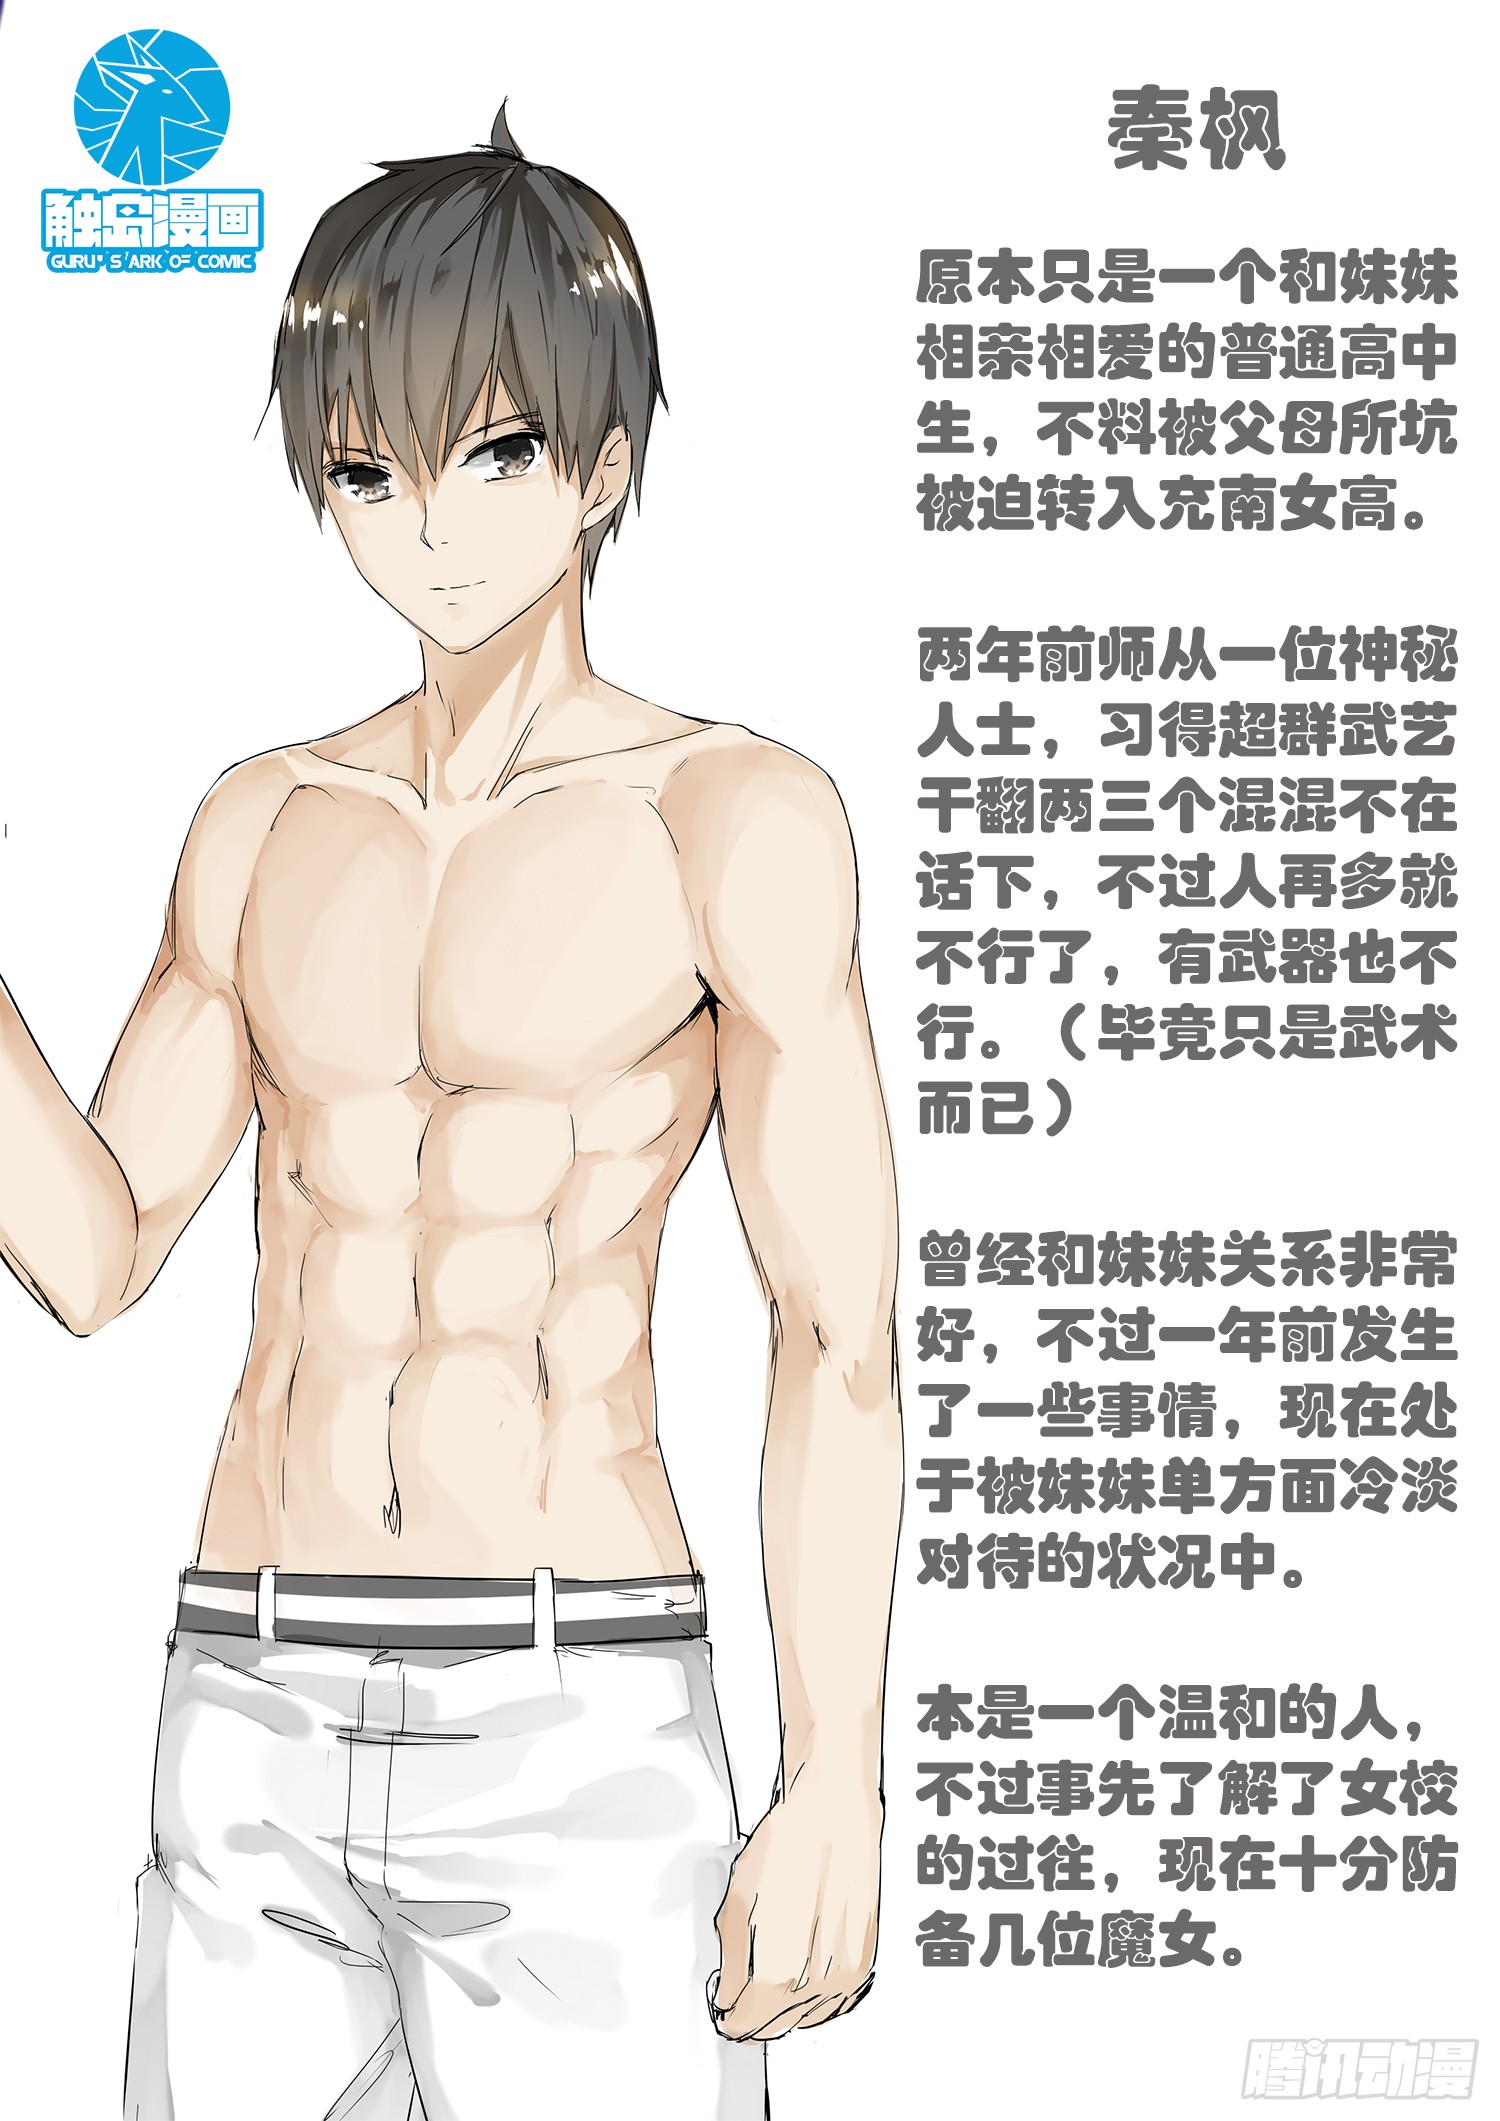 触岛漫画
GURU'S ARK OF COMIC
秦枫
原本只是一个和妹妹
相亲相爱的普通高中
生，不料被父母所坑
被迫转入充南女高。
两年前师从一位神秘
人士，习得超群武艺
干翻两三个混混不在
话下，不过人再多就
不行了，有武器也不
行。（毕竟只是武术
而已）
曾经和妹妹关系非常
好，不过一年前发生
了一些事情，现在处
于被妹妹单方面冷淡
对待的状况中。
本是一个温和的人，
不过事先了解了女校
的过往，现在十分防
备几位魔女。
腾讯动漫